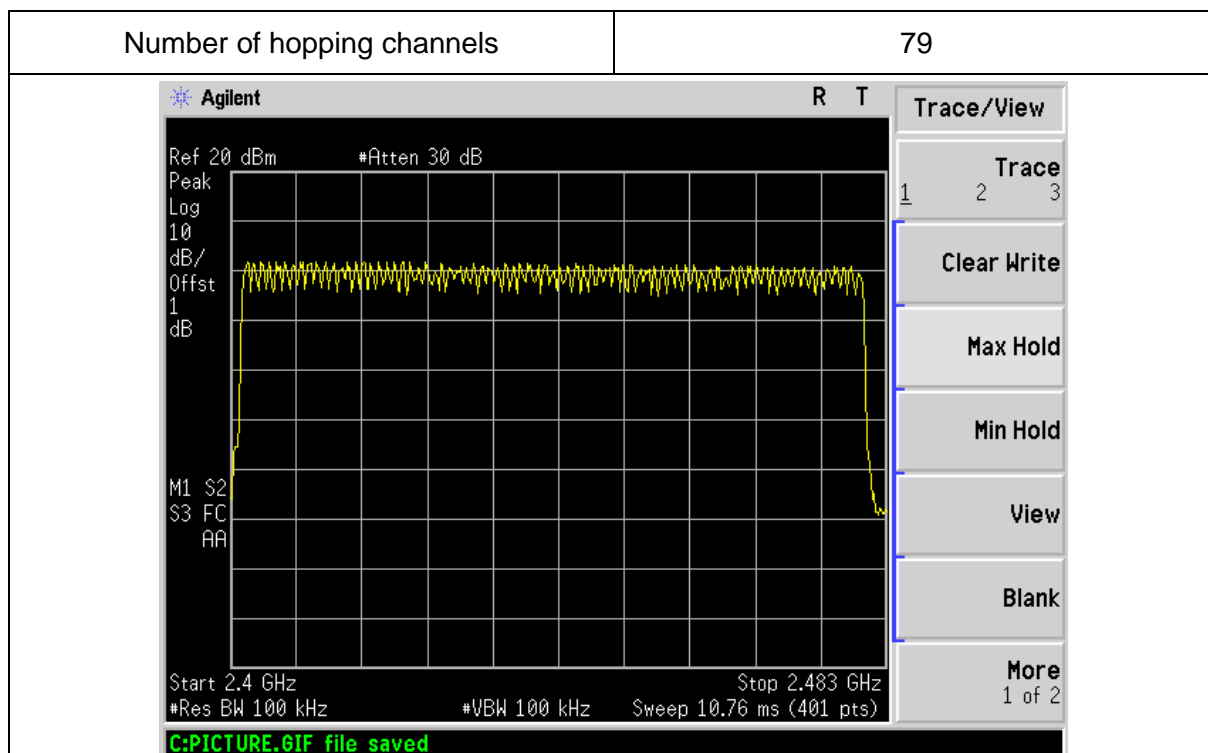 Number of hopping channels 79
Agilent R T
Trace/View
Ref 20 dBm #Atten 30 dB
Peak
Log
10
dB/
Offst
1
dB
M1 S2
S3 FC
AA
Start 2.4 GHz Stop 2.483 GHz
#Res BW 100 kHz #VBW 100 kHz Sweep 10.76 ms (401 pts)
C:PICTURE.GIF file saved
Trace
1 2 3
Clear Write
Max Hold
Min Hold
View
Blank
More
1 of 2